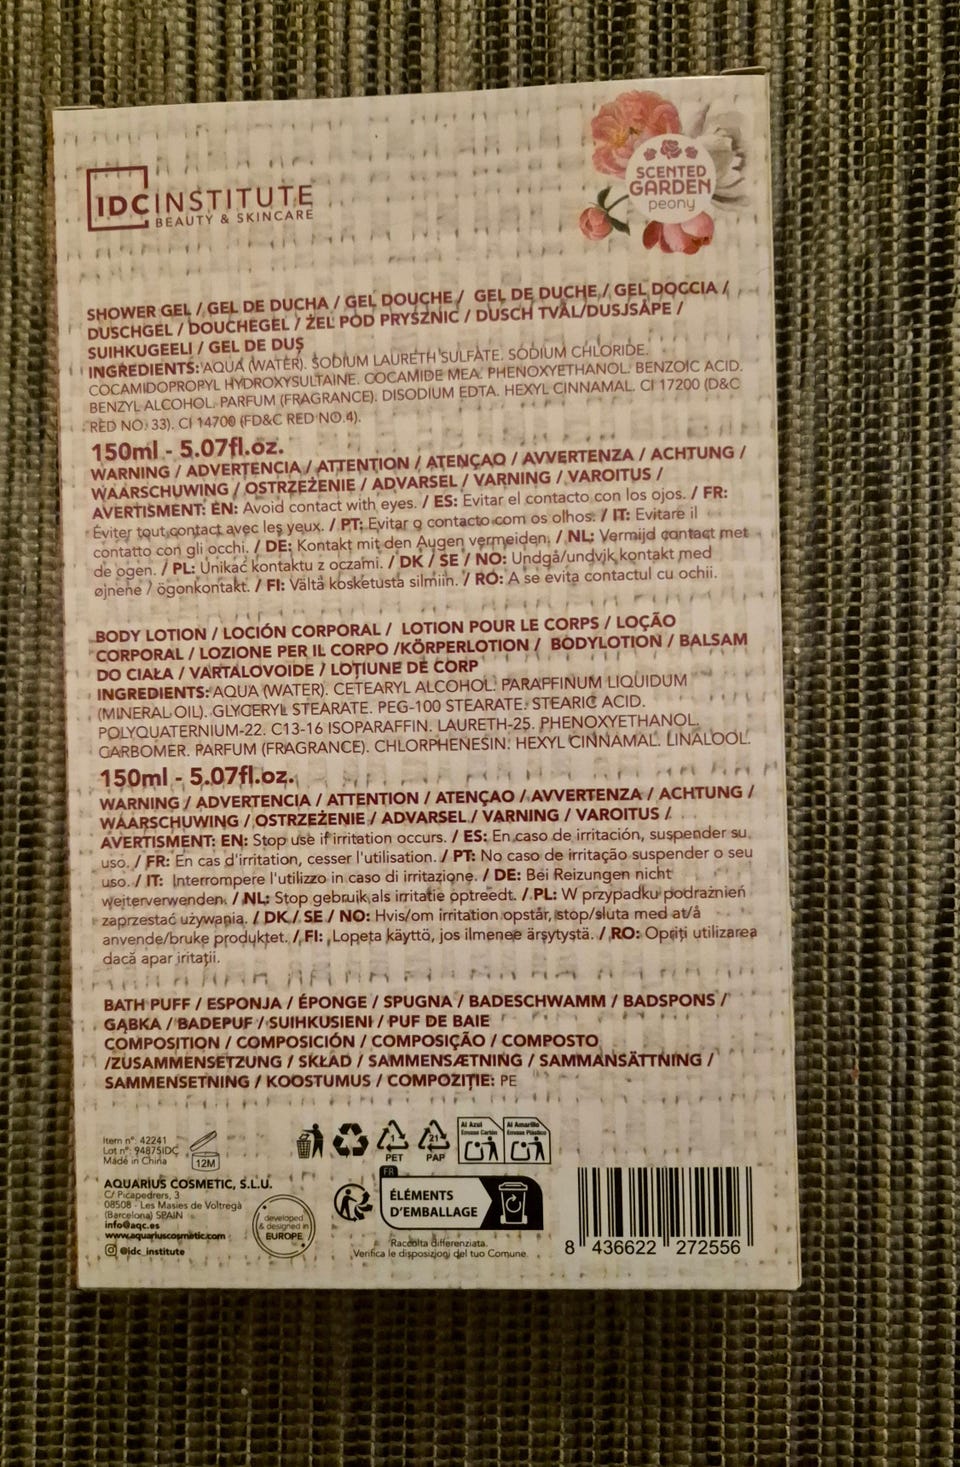 IDC INSTITUTE
BEAUTY & SKINCARE
SCENTED
GARDEN
peony
SHOWER GEL / GEL DE DUCHA / GEL DOUCHE / GEL DE DUCHE / GEL DOCCIA /
DUSCHGEL / DOUCHEGEL / ŻEL POD PRYSZNIC / DUSCH TVÅL/DUSJSÅPE /
SUIHKUGEELI / GEL DE DUȘ
INGREDIENTS: AQUA (WATER). SODIUM LAURETH SULFATE. SODIUM CHLORIDE.
COCAMIDOPROPYL HYDROXYSULTAINE. COCAMIDE MEA. PHENOXYETHANOL. BENZOIC ACID.
BENZYL ALCOHOL. PARFUM (FRAGRANCE). DISODIUM EDTA. HEXYL CINNAMAL. CI 17200 (D&C
RED NO. 33). CI 14700 (FD&C RED NO.4).
150ml - 5.07fl.oz.
WARNING / ADVERTENCIA / ATTENTION / ATENÇAO / AVVERTENZA / ACHTUNG /
WAARSCHUWING / OSTRZEŻENIE / ADVARSEL / VARNING / VAROITUS /
AVERTISMENT: EN: Avoid contact with eyes. / ES: Evitar el contacto con los ojos. / FR:
Éviter tout contact avec les yeux. / PT: Evitar o contacto com os olhos. / IT: Evitare il
contatto con gli occhi. / DE: Kontakt mit den Augen vermeiden. / NL: Vermijd contact met
de ogen. / PL: Unikać kontaktu z oczami. / DK / SE / NO: Undgå/undvik kontakt med
øjnene / ögonkontakt. / FI: Vältä kosketusta silmiin. / RO: A se evita contactul cu ochii.
BODY LOTION / LOCIÓN CORPORAL / LOTION POUR LE CORPS / LOÇÃO
CORPORAL / LOZIONE PER IL CORPO /KÖRPERLOTION / BODYLOTION / BALSAM
DO CIAŁA / VARTALOVOIDE / LOȚIUNE DE CORP
INGREDIENTS: AQUA (WATER). CETEARYL ALCOHOL. PARAFFINUM LIQUIDUM
(MINERAL OIL). GLYCERYL STEARATE. PEG-100 STEARATE. STEARIC ACID.
POLYQUATERNIUM-22. C13-16 ISOPARAFFIN. LAURETH-25. PHENOXYETHANOL.
CARBOMER. PARFUM (FRAGRANCE). CHLORPHENESIN. HEXYL CINNAMAL. LINALOOL.
150ml - 5.07fl.oz.
WARNING / ADVERTENCIA / ATTENTION / ATENÇAO / AVVERTENZA / ACHTUNG /
WAARSCHUWING / OSTRZEŻENIE / ADVARSEL / VARNING / VAROITUS /
AVERTISMENT: EN: Stop use if irritation occurs. / ES: En caso de irritación, suspender su
uso. / FR: En cas d'irritation, cesser l'utilisation. / PT: No caso de irritação suspender o seu
uso. / IT: Interrompere l'utilizzo in caso di irritazione. / DE: Bei Reizungen nicht
weiterverwenden. / NL: Stop gebruik als irritatie optreedt. / PL: W przypadku podrażnień
zaprzestać używania. / DK / SE / NO: Hvis/om irritation opstår, stop/sluta med at/å
anvende/bruke produktet. / FI: Lopeta käyttö, jos ilmenee ärsytystä. / RO: Opriți utilizarea
dacă apar iritații.
BATH PUFF / ESPONJA / ÉPONGE / SPUGNA / BADESCHWAMM / BADSPONS /
GĄBKA / BADEPUF / SUIHKUSIENI / PUF DE BAIE
COMPOSITION / COMPOSICIÓN / COMPOSIÇÃO / COMPOSTO
/ZUSAMMENSETZUNG / SKŁAD / SAMMENSÆTNING / SAMMANSÄTTNING /
SAMMENSETNING / KOOSTUMUS / COMPOZIȚIE: PE
Item nº: 42241
Lot nº: 94875IDC
Made in China
12M
1
PET
21
PAP
Al Azul
Envase Cartón
Al Amarillo
Envase Plástico
AQUARIUS COSMETIC, S.L.U.
C/ Picapedrers, 3
08508 - Les Masies de Voltregà
(Barcelona) SPAIN
info@aqc.es
www.aquariuscosmetic.com
@idc_institute
developed
& designed in
EUROPE
FR
ÉLÉMENTS
D'EMBALLAGE
Raccolta differenziata.
Verifica le disposizioni del tuo Comune.
8 436622 272556